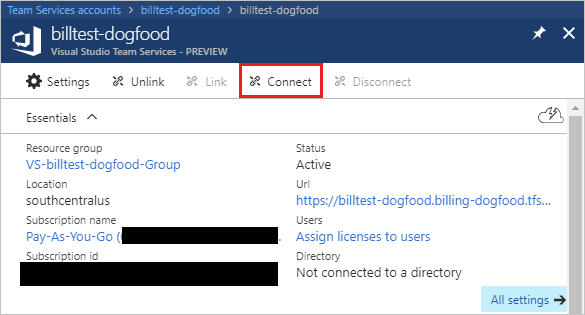 Team Services accounts > billtest-dogfood > billtest-dogfood
billtest-dogfood
Visual Studio Team Services - PREVIEW
Settings Unlink Link Connect Disconnect
Essentials
Resource group
VS-billtest-dogfood-Group
Location
southcentralus
Subscription name
Pay-As-You-Go (
Subscription id
Status
Active
Url
https://billtest-dogfood.billing-dogfood.tfs...
Users
Assign licenses to users
Directory
Not connected to a directory
All settings